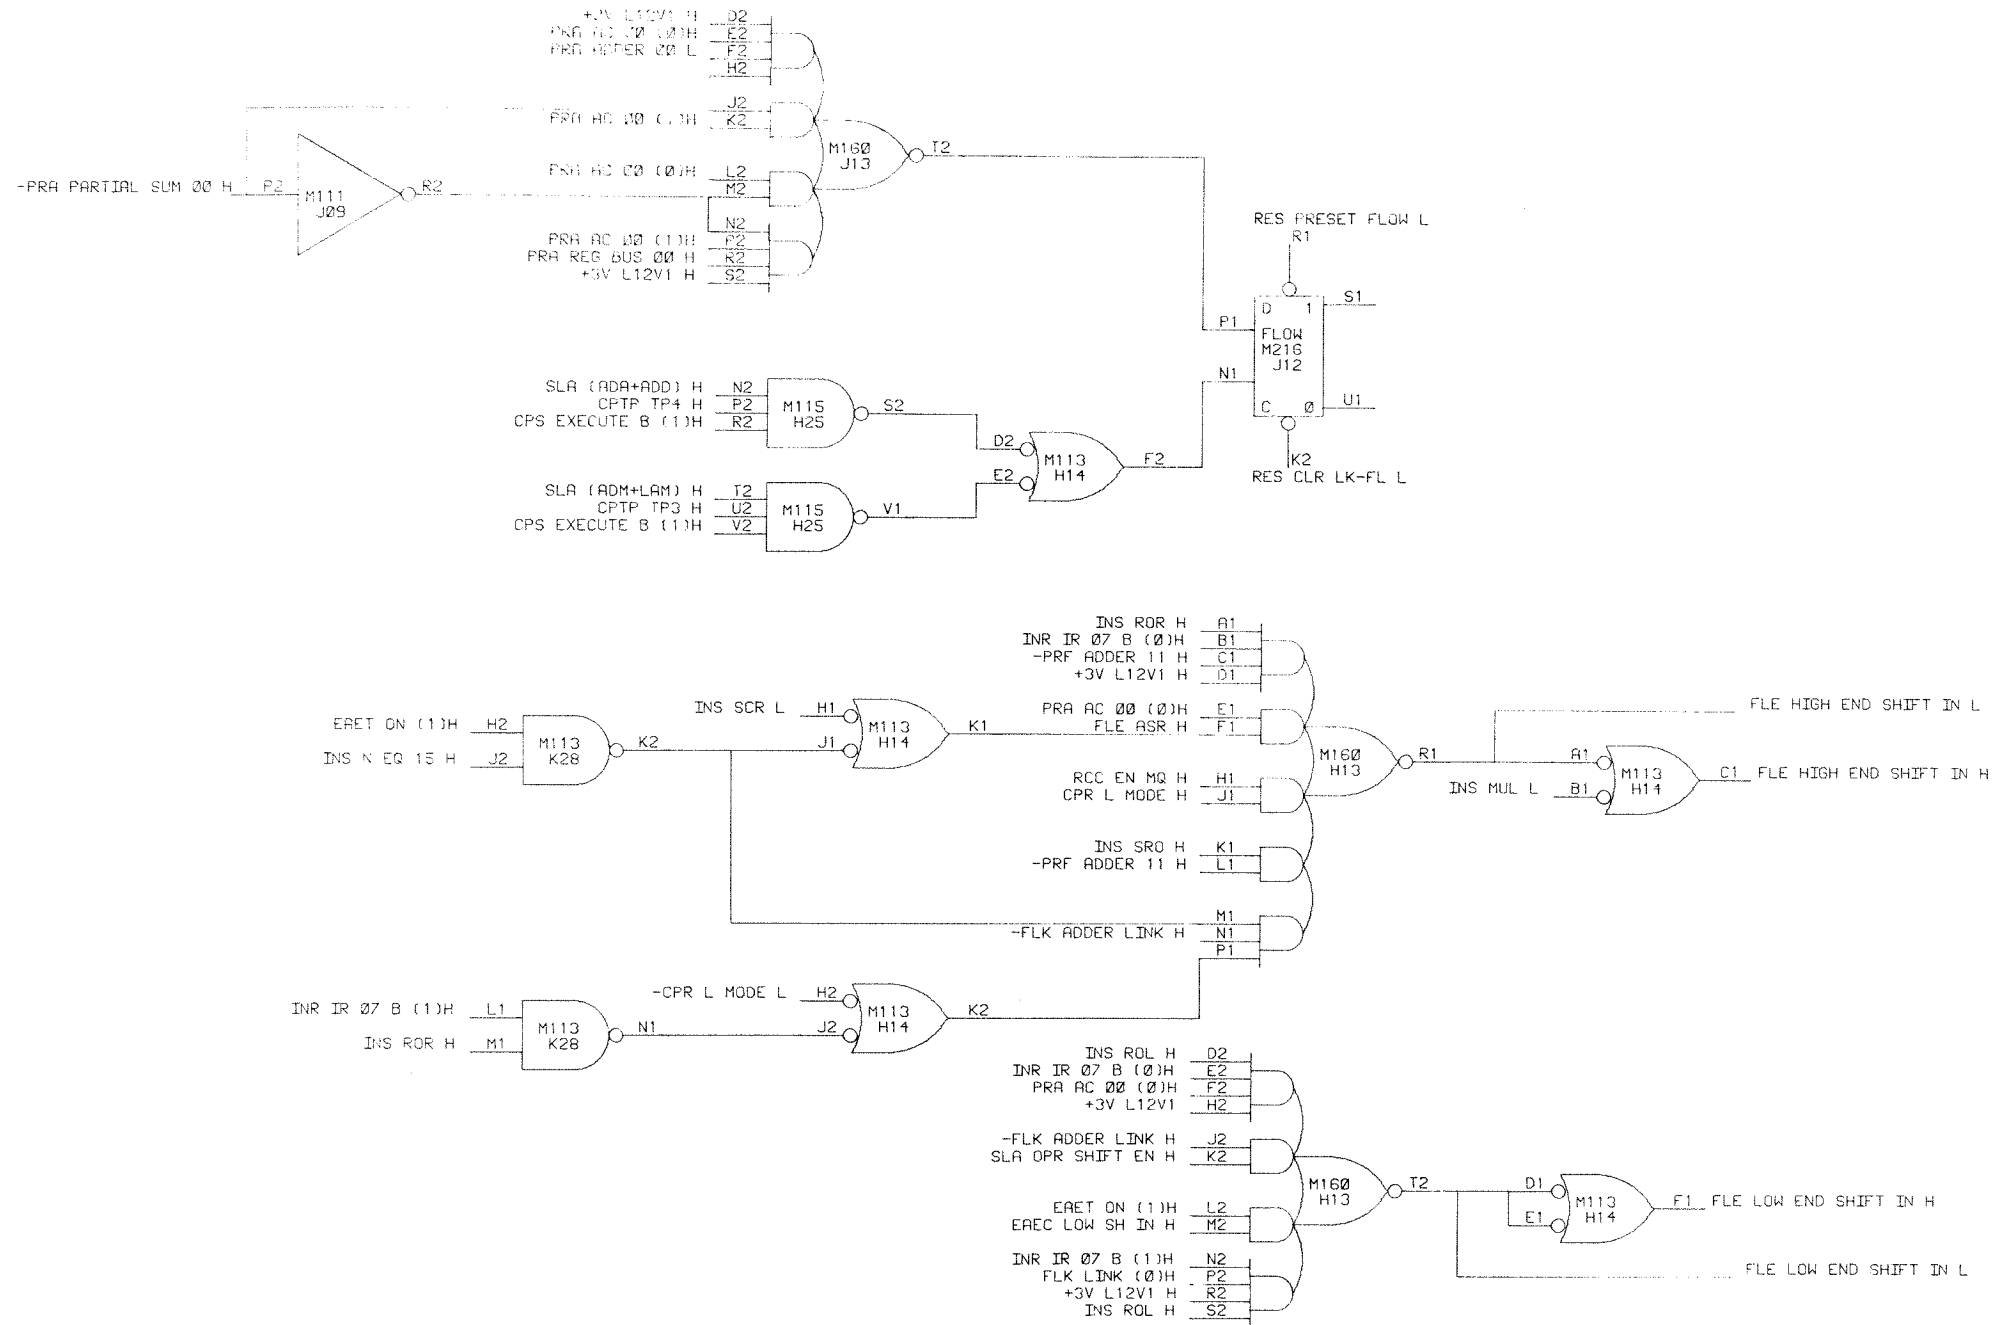 +3V L12V1 H D2
PRA AC 00 (0)H E2
PRA ADDER 00 L F2
H2
J2
PRA AC 00 (1)H K2
M160
J13
T2
PRA AC 00 (0)H L2
M2
-PRA PARTIAL SUM 00 H P2
M111
J09
R2
N2
PRA AC 00 (1)H P2
PRA REG BUS 00 H R2
+3V L12V1 H S2
RES PRESET FLOW L
R1
D 1 S1
P1
FLOW
M216
J12
N1
C 0 U1
K2
RES CLR LK-FL L
SLA (ADA+ADD) H N2
CPTP TP4 H P2
CPS EXECUTE B (1)H R2
M115
H25
S2
D2
E2
M113
H14
F2
SLA (ADM+LAM) H T2
CPTP TP3 H U2
CPS EXECUTE B (1)H V2
M115
H25
V1
INS ROR H A1
INR IR 07 B (0)H B1
-PRF ADDER 11 H C1
+3V L12V1 H D1
INS SCR L H1
J1
M113
H14
K1
PRA AC 00 (0)H E1
FLE ASR H F1
EAET ON (1)H H2
INS N EQ 15 H J2
M113
K28
K2
M160
H13
R1
FLE HIGH END SHIFT IN L
A1
INS MUL L B1
M113
H14
C1 FLE HIGH END SHIFT IN H
RCC EN MQ H H1
CPR L MODE H J1
INS SRO H K1
-PRF ADDER 11 H L1
M1
-FLK ADDER LINK H N1
P1
-CPR L MODE L H2
J2
M113
H14
K2
INR IR 07 B (1)H L1
INS ROR H M1
M113
K28
N1
INS ROL H D2
INR IR 07 B (0)H E2
PRA AC 00 (0)H F2
+3V L12V1 H2
-FLK ADDER LINK H J2
SLA OPR SHIFT EN H K2
M160
H13
T2
D1
E1
M113
H14
F1 FLE LOW END SHIFT IN H
EAET ON (1)H L2
EAEC LOW SH IN H M2
INR IR 07 B (1)H N2
FLK LINK (0)H P2
+3V L12V1 H R2
INS ROL H S2
FLE LOW END SHIFT IN L